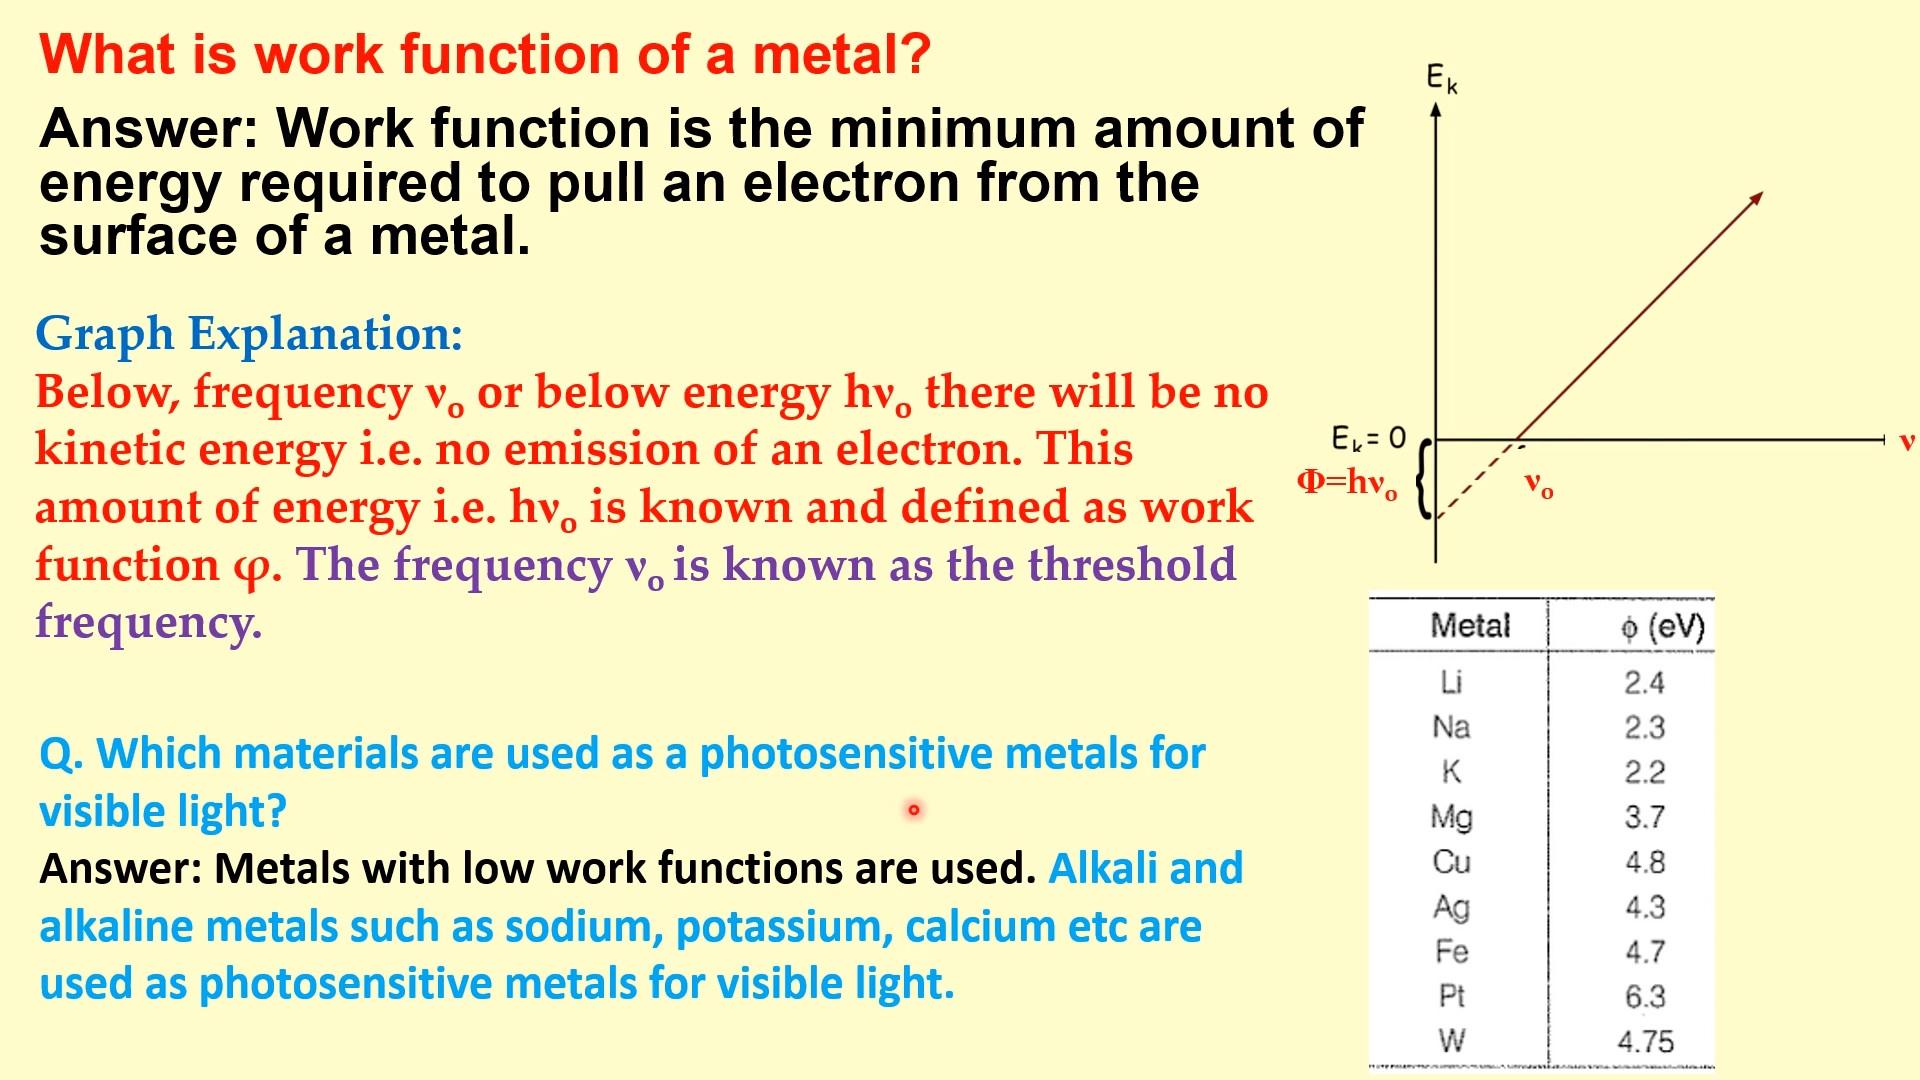 What is work function of a metal?
Answer: Work function is the minimum amount of
energy required to pull an electron from the
surface of a metal.
Graph Explanation:
Below, frequency νₒ or below energy hνₒ there will be no
kinetic energy i.e. no emission of an electron. This
amount of energy i.e. hνₒ is known and defined as work
function φ. The frequency νₒ is known as the threshold
frequency.
Q. Which materials are used as a photosensitive metals for
visible light?
Answer: Metals with low work functions are used. Alkali and
alkaline metals such as sodium, potassium, calcium etc are
used as photosensitive metals for visible light.
Eₖ
Eₖ = 0
ν
Φ=hνₒ
νₒ
Metal ϕ (eV)
Li 2.4
Na 2.3
K 2.2
Mg 3.7
Cu 4.8
Ag 4.3
Fe 4.7
Pt 6.3
W 4.75